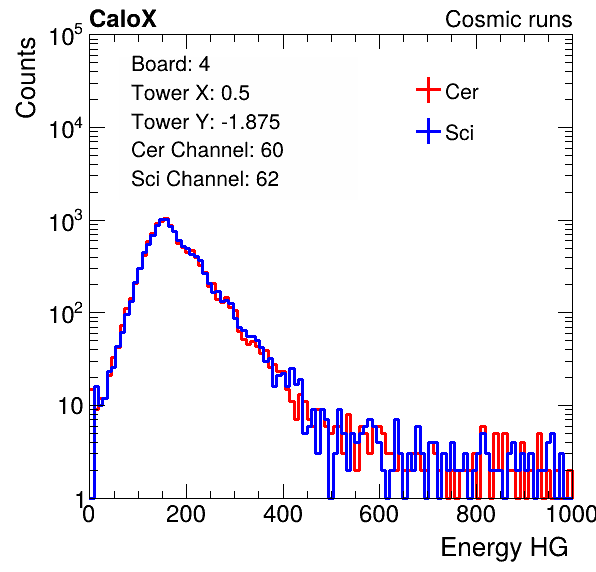 CaloX Cosmic runs
Counts
10^5
10^4
10^3
10^2
10
1
Board: 4
Tower X: 0.5
Tower Y: -1.875
Cer Channel: 60
Sci Channel: 62
Cer
Sci
0 200 400 600 800 1000
Energy HG